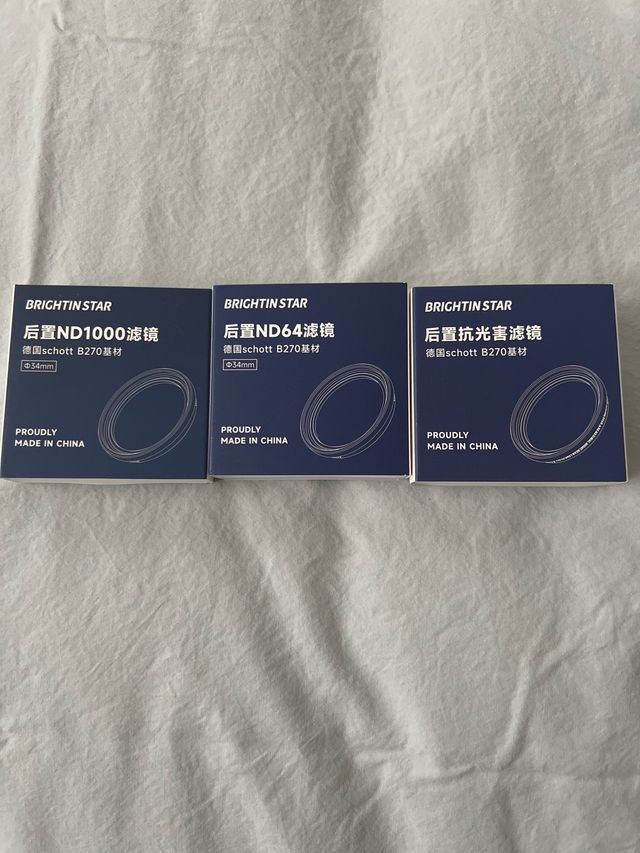 BRIGHTIN STAR
后置ND1000滤镜
德国schott B270基材
Φ34mm
PROUDLY
MADE IN CHINA
BRIGHTIN STAR
后置ND64滤镜
德国schott B270基材
Φ34mm
PROUDLY
MADE IN CHINA
BRIGHTIN STAR
后置抗光害滤镜
德国schott B270基材
PROUDLY
MADE IN CHINA